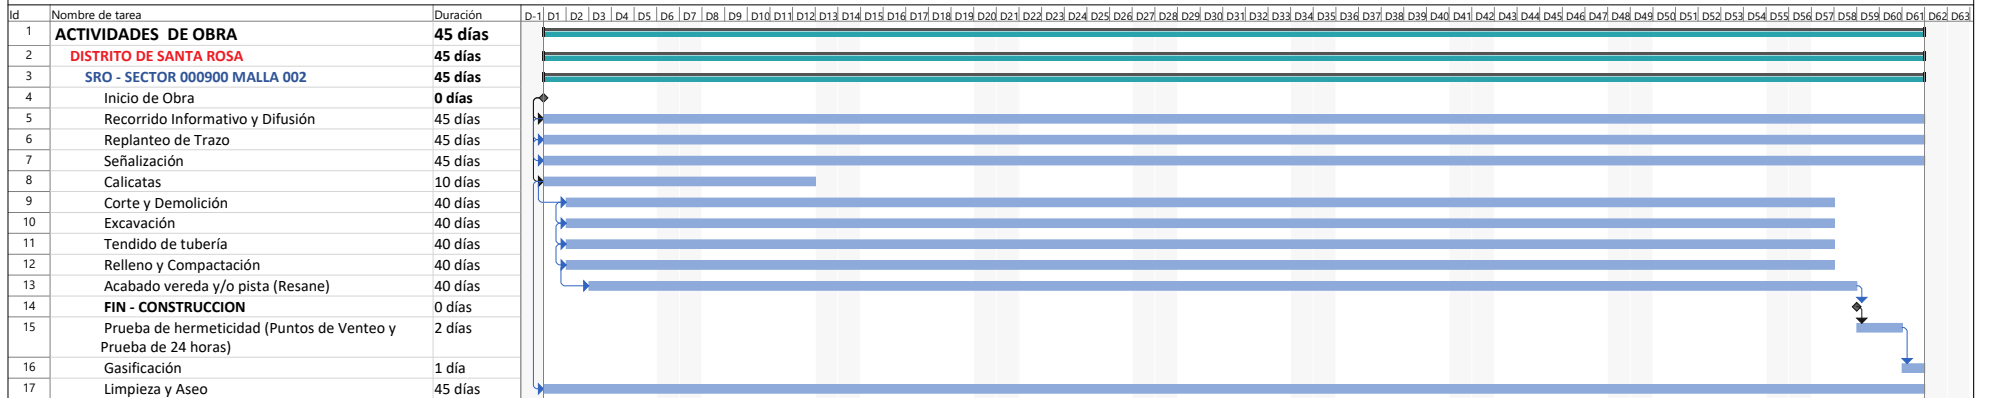 Id Nombre de tarea Duración D-1 D1 D2 D3 D4 D5 D6 D7 D8 D9 D10 D11 D12 D13 D14 D15 D16 D17 D18 D19 D20 D21 D22 D23 D24 D25 D26 D27 D28 D29 D30 D31 D32 D33 D34 D35 D36 D37 D38 D39 D40 D41 D42 D43 D44 D45 D46 D47 D48 D49 D50 D51 D52 D53 D54 D55 D56 D57 D58 D59 D60 D61 D62 D63
1 ACTIVIDADES DE OBRA 45 días
2 DISTRITO DE SANTA ROSA 45 días
3 SRO - SECTOR 000900 MALLA 002 45 días
4 Inicio de Obra 0 días
5 Recorrido Informativo y Difusión 45 días
6 Replanteo de Trazo 45 días
7 Señalización 45 días
8 Calicatas 10 días
9 Corte y Demolición 40 días
10 Excavación 40 días
11 Tendido de tubería 40 días
12 Relleno y Compactación 40 días
13 Acabado vereda y/o pista (Resane) 40 días
14 FIN - CONSTRUCCION 0 días
15 Prueba de hermeticidad (Puntos de Venteo y 2 días
Prueba de 24 horas)
16 Gasificación 1 día
17 Limpieza y Aseo 45 días